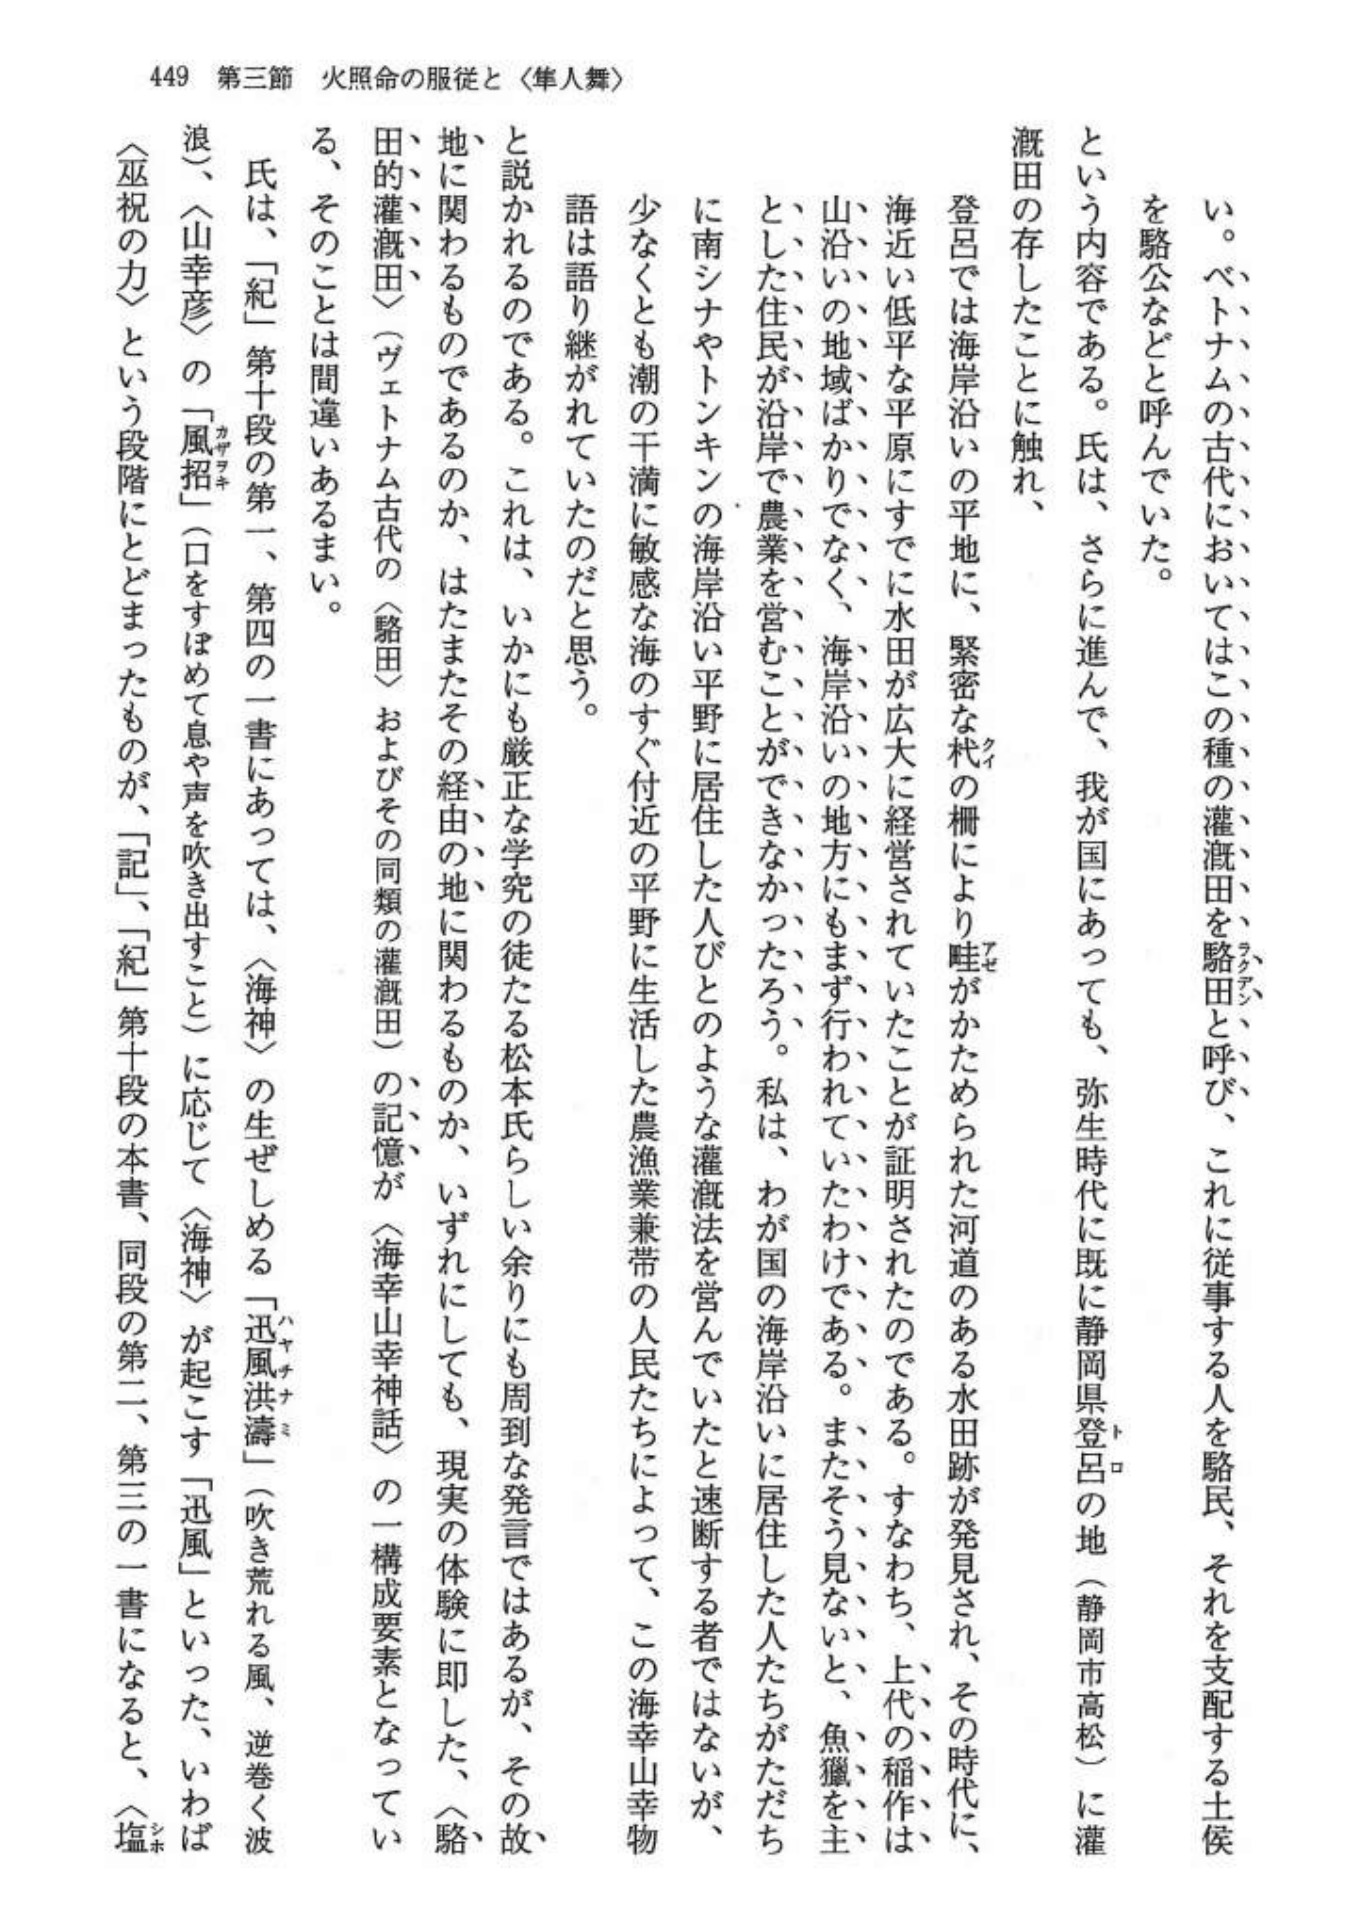 449　第三節　火照命の服従と〈隼人舞〉
い。ベトナムの古代においてはこの種の灌漑田を駱田と呼び、これに従事する人を駱民、それを支配する土侯
ラクデン
を駱公などと呼んでいた。
という内容である。氏は、さらに進んで、我が国にあっても、弥生時代に既に静岡県登呂の地（静岡市高松）に灌
トロ
漑田の存したことに触れ、
登呂では海岸沿いの平地に、緊密な杙の柵により畦がかためられた河道のある水田跡が発見され、その時代に、
クイ
アゼ
海近い低平な平原にすでに水田が広大に経営されていたことが証明されたのである。すなわち、上代の稲作は
山沿いの地域ばかりでなく、海岸沿いの地方にもまず行われていたわけである。またそう見ないと、魚獵を主
とした住民が沿岸で農業を営むことができなかったろう。私は、わが国の海岸沿いに居住した人たちがただち
に南シナやトンキンの海岸沿い平野に居住した人びとのような灌漑法を営んでいたと速断する者ではないが、
少なくとも潮の干満に敏感な海のすぐ付近の平野に生活した農漁業兼帯の人民たちによって、この海幸山幸物
語は語り継がれていたのだと思う。
と説かれるのである。これは、いかにも厳正な学究の徒たる松本氏らしい余りにも周到な発言ではあるが、その故
地に関わるものであるのか、はたまたその経由の地に関わるものか、いずれにしても、現実の体験に即した、〈駱
田的灌漑田〉（ヴェトナム古代の〈駱田〉およびその同類の灌漑田）の記憶が〈海幸山幸神話〉の一構成要素となってい
る、そのことは間違いあるまい。
氏は、「紀」第十段の第一、第四の一書にあっては、〈海神〉の生ぜしめる「迅風洪濤」（吹き荒れる風、逆巻く波
ハヤチナミ
浪）、〈山幸彦〉の「風招」（口をすぼめて息や声を吹き出すこと）に応じて〈海神〉が起こす「迅風」といった、いわば
カザヲキ
〈巫祝の力〉という段階にとどまったものが、「記」、「紀」第十段の本書、同段の第二、第三の一書になると、〈塩
シホ